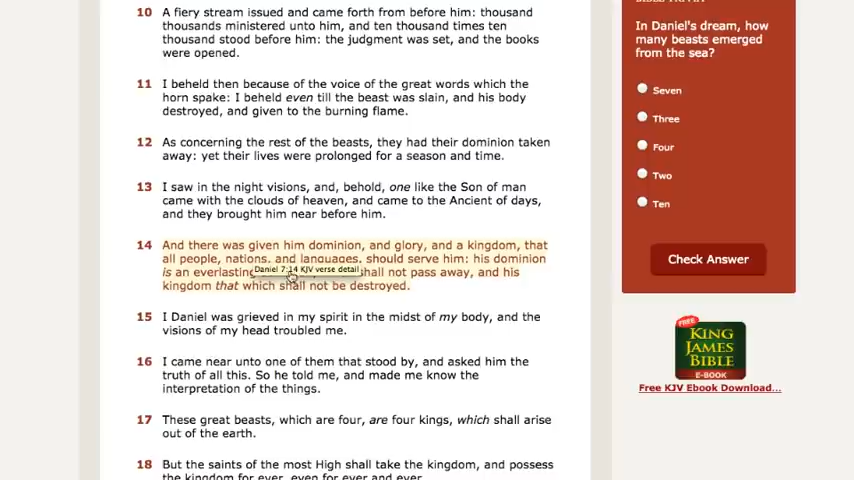 10 A fiery stream issued and came forth from before him: thousand
thousands ministered unto him, and ten thousand times ten
thousand stood before him: the judgment was set, and the books
were opened.
11 I beheld then because of the voice of the great words which the
horn spake: I beheld even till the beast was slain, and his body
destroyed, and given to the burning flame.
12 As concerning the rest of the beasts, they had their dominion taken
away: yet their lives were prolonged for a season and time.
13 I saw in the night visions, and, behold, one like the Son of man
came with the clouds of heaven, and came to the Ancient of days,
and they brought him near before him.
14 And there was given him dominion, and glory, and a kingdom, that
all people, nations, and languages, should serve him: his dominion
is an everlasting shall not pass away, and his
Daniel 7:14 KJV verse detail
kingdom that which shall not be destroyed.
15 I Daniel was grieved in my spirit in the midst of my body, and the
visions of my head troubled me.
16 I came near unto one of them that stood by, and asked him the
truth of all this. So he told me, and made me know the
interpretation of the things.
17 These great beasts, which are four, are four kings, which shall arise
out of the earth.
18 But the saints of the most High shall take the kingdom, and possess
the kingdom for ever, even for ever and ever.
In Daniel's dream, how
many beasts emerged
from the sea?
Seven
Three
Four
Two
Ten
Check Answer
FREE
KING
JAMES
BIBLE
E-BOOK
Free KJV Ebook Download...